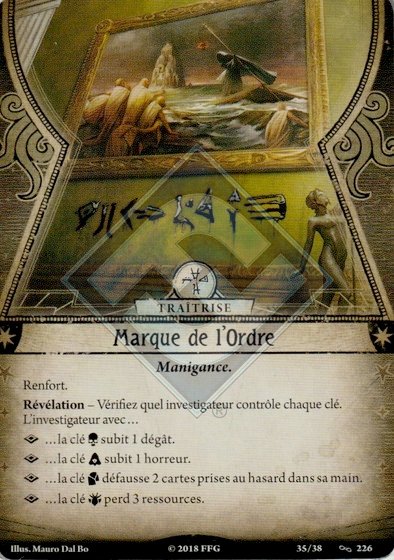 TRAÎTRISE
Marque de l'Ordre
Manigance.
Renfort.
Révélation – Vérifiez quel investigateur contrôle chaque clé.
L'investigateur avec…
…la clé subit 1 dégât.
…la clé subit 1 horreur.
…la clé défausse 2 cartes prises au hasard dans sa main.
…la clé perd 3 ressources.
®
Illus. Mauro Dal Bo © 2018 FFG 35/38 226